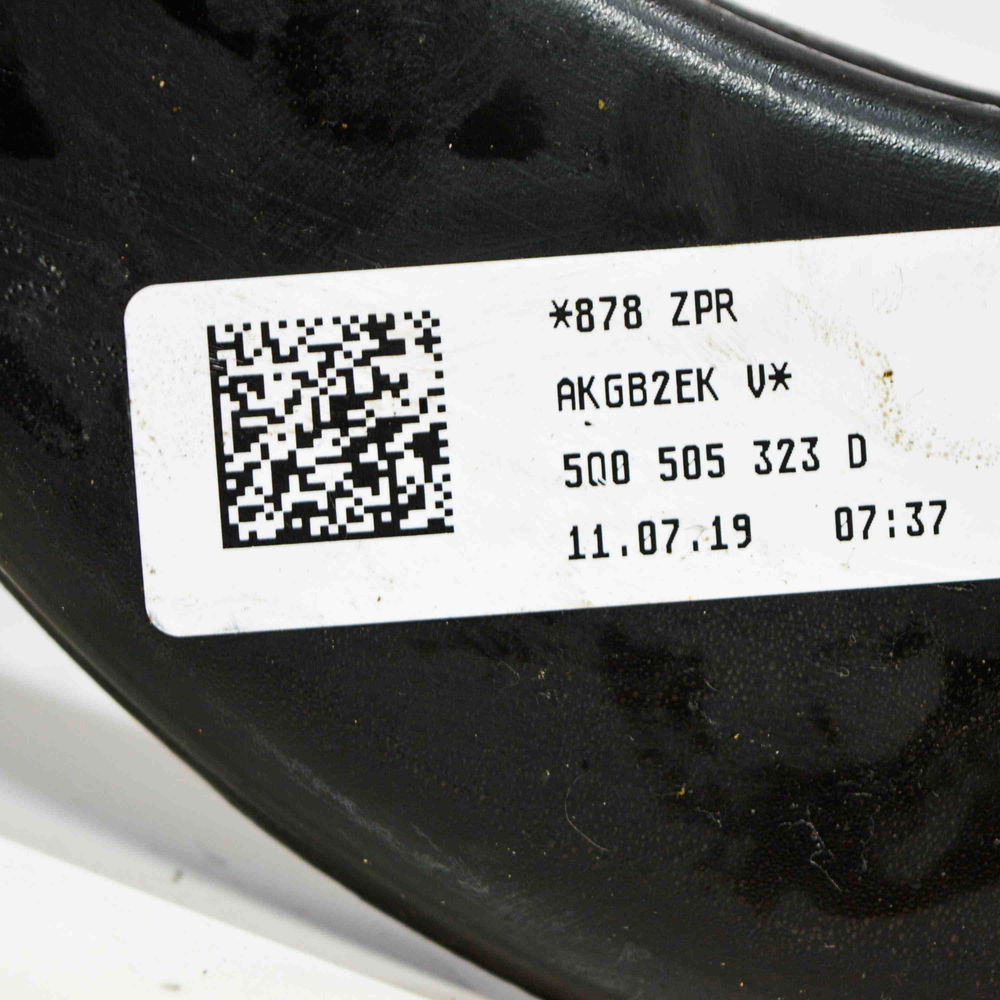 *878 ZPR
AKGB2EK V*
5Q0 505 323 D
11.07.19 07:37